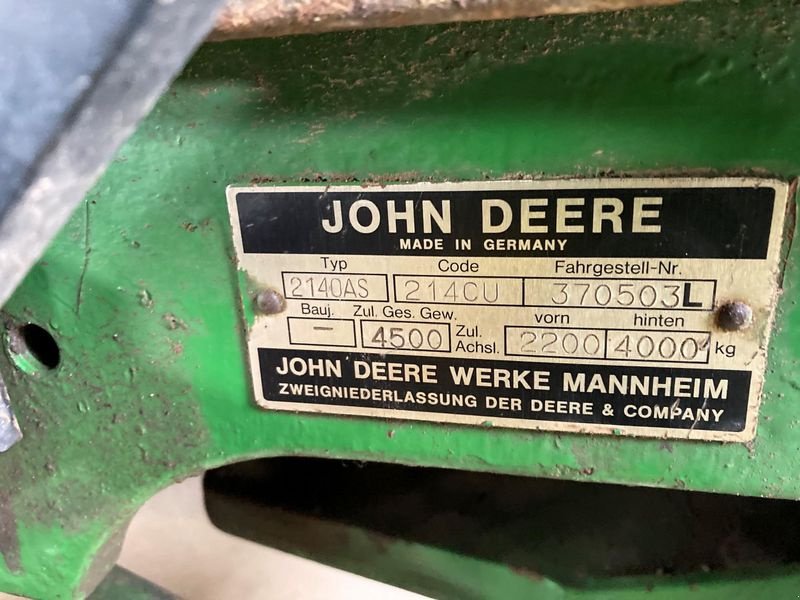 JOHN DEERE
MADE IN GERMANY
Typ Code Fahrgestell-Nr.
2140AS 214CU 370503L
Bauj. Zul. Ges. Gew. vorn hinten
- 4500 Zul. Achsl. 2200 4000 kg
JOHN DEERE WERKE MANNHEIM
ZWEIGNIEDERLASSUNG DER DEERE & COMPANY